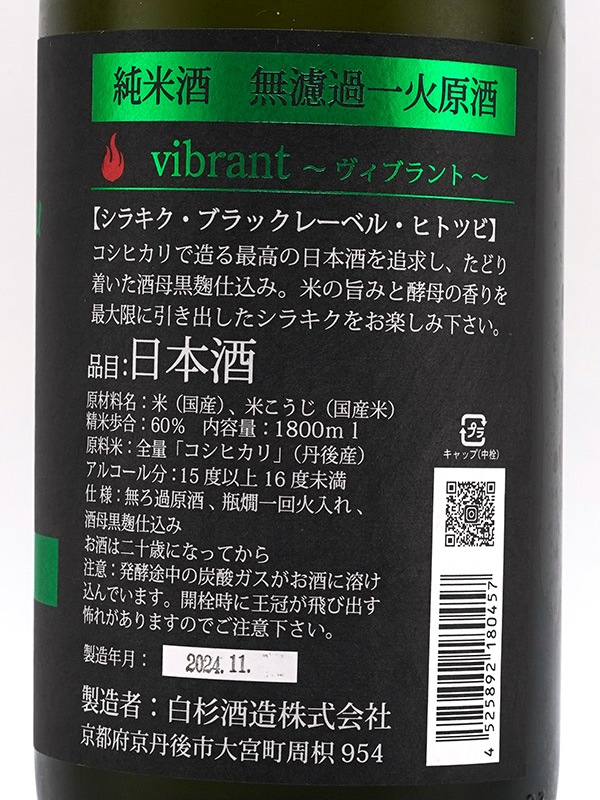 純米酒 無濾過一火原酒
vibrant ～ヴィブラント～
【シラキク・ブラックレーベル・ヒトツビ】
コシヒカリで造る最高の日本酒を追求し、たどり
着いた酒母黒麹仕込み。米の旨みと酵母の香りを
最大限に引き出したシラキクをお楽しみ下さい。
品目：日本酒
原材料名：米（国産）、米こうじ（国産米）
精米歩合：60% 内容量：1800ml
原料米：全量「コシヒカリ」（丹後産）
アルコール分：15度以上16度未満
仕様：無ろ過原酒、瓶燗一回火入れ、
酒母黒麹仕込み
お酒は二十歳になってから
注意：発酵途中の炭酸ガスがお酒に溶け
込んでいます。開栓時に王冠が飛び出す
怖れがありますのでご注意下さい。
製造年月： 2024.11.
製造者：白杉酒造株式会社
京都府京丹後市大宮町周枳954
プラ
キャップ(中栓)
4 525892 180457